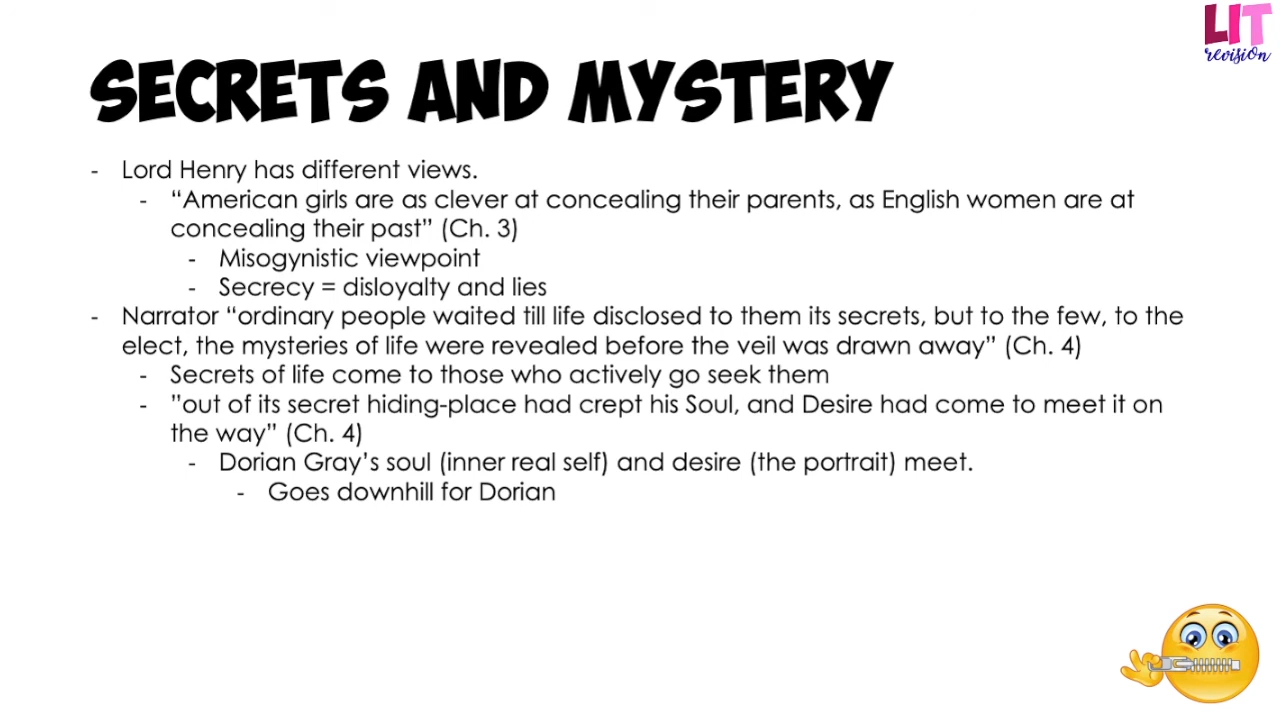 LIT
revision
SECRETS AND MYSTERY
- Lord Henry has different views.
- “American girls are as clever at concealing their parents, as English women are at
concealing their past” (Ch. 3)
- Misogynistic viewpoint
- Secrecy = disloyalty and lies
- Narrator “ordinary people waited till life disclosed to them its secrets, but to the few, to the
elect, the mysteries of life were revealed before the veil was drawn away” (Ch. 4)
- Secrets of life come to those who actively go seek them
- ”out of its secret hiding-place had crept his Soul, and Desire had come to meet it on
the way” (Ch. 4)
- Dorian Gray’s soul (inner real self) and desire (the portrait) meet.
- Goes downhill for Dorian